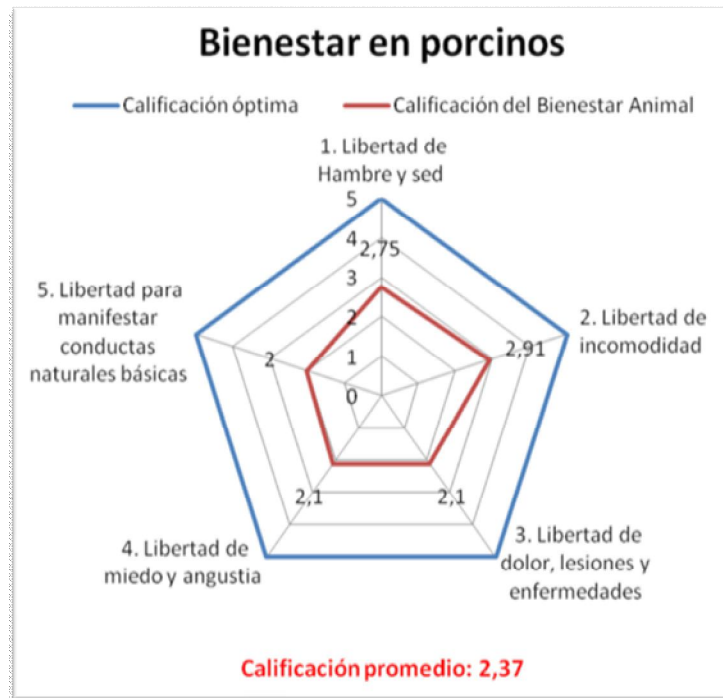 Bienestar en porcinos
Calificación óptima
Calificación del Bienestar Animal
1. Libertad de
Hambre y sed
5
4
2,75
3
2
1
0
5. Libertad para
manifestar
conductas
naturales básicas
2
2. Libertad de
incomodidad
2,91
2,1
2,1
4. Libertad de
miedo y angustia
3. Libertad de
dolor, lesiones y
enfermedades
Calificación promedio: 2,37